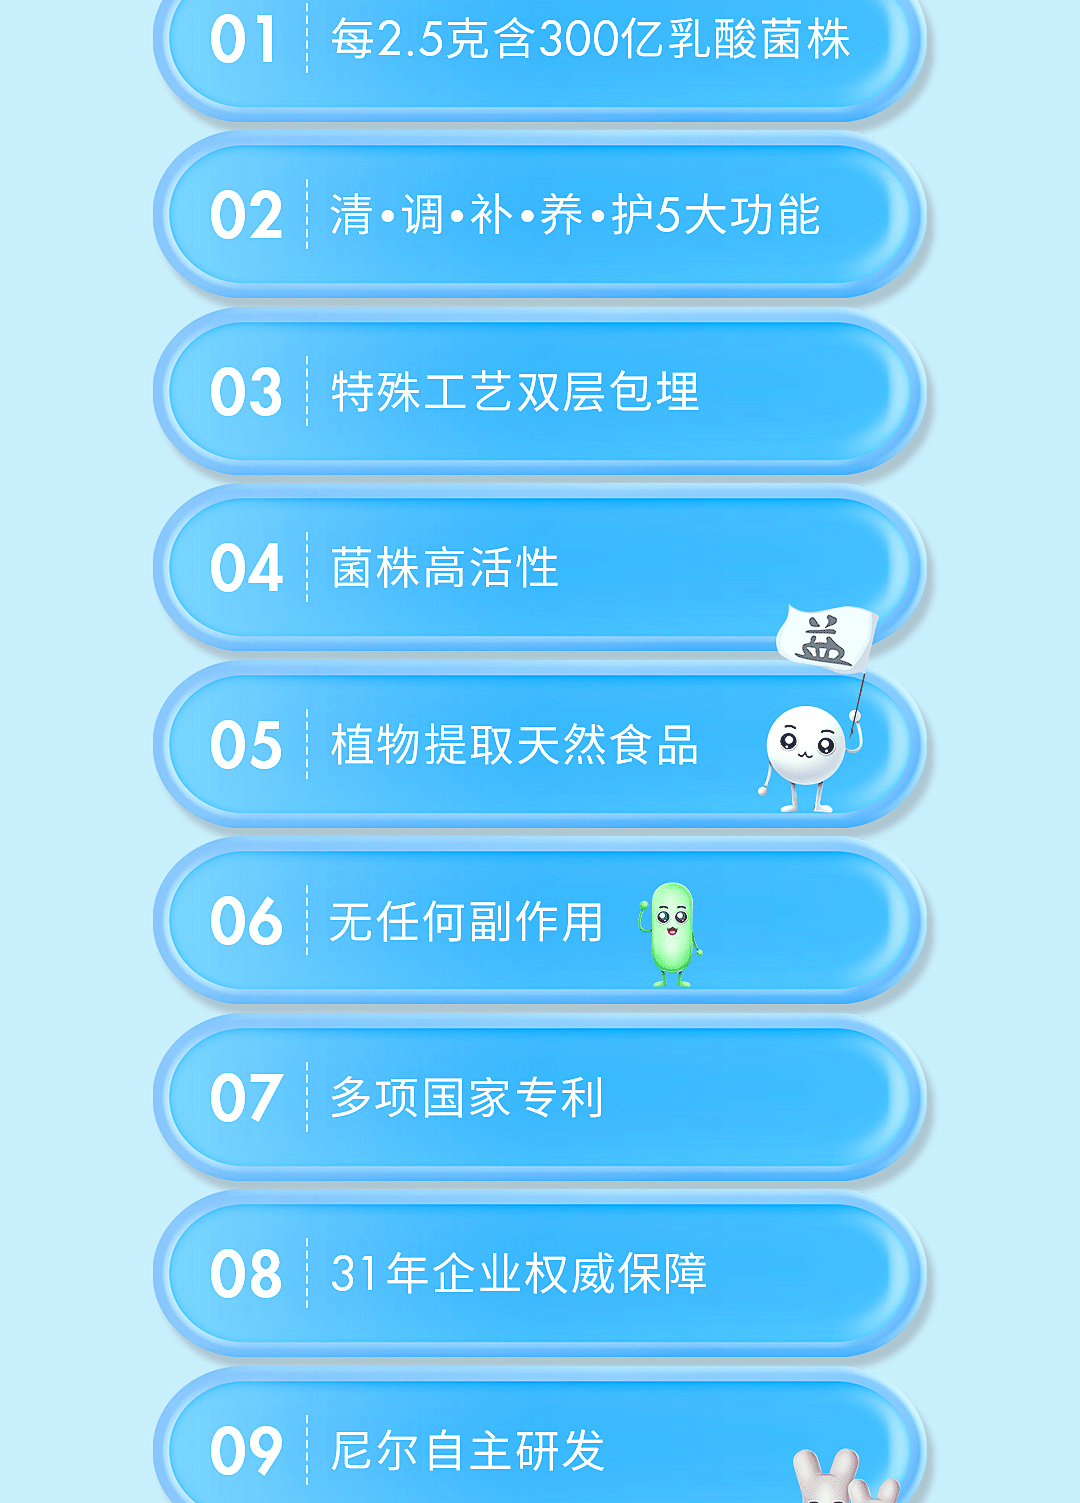 01 每2.5克含300亿乳酸菌株
02 清•调•补•养•护5大功能
03 特殊工艺双层包埋
04 菌株高活性
益
05 植物提取天然食品
06 无任何副作用
07 多项国家专利
08 31年企业权威保障
09 尼尔自主研发